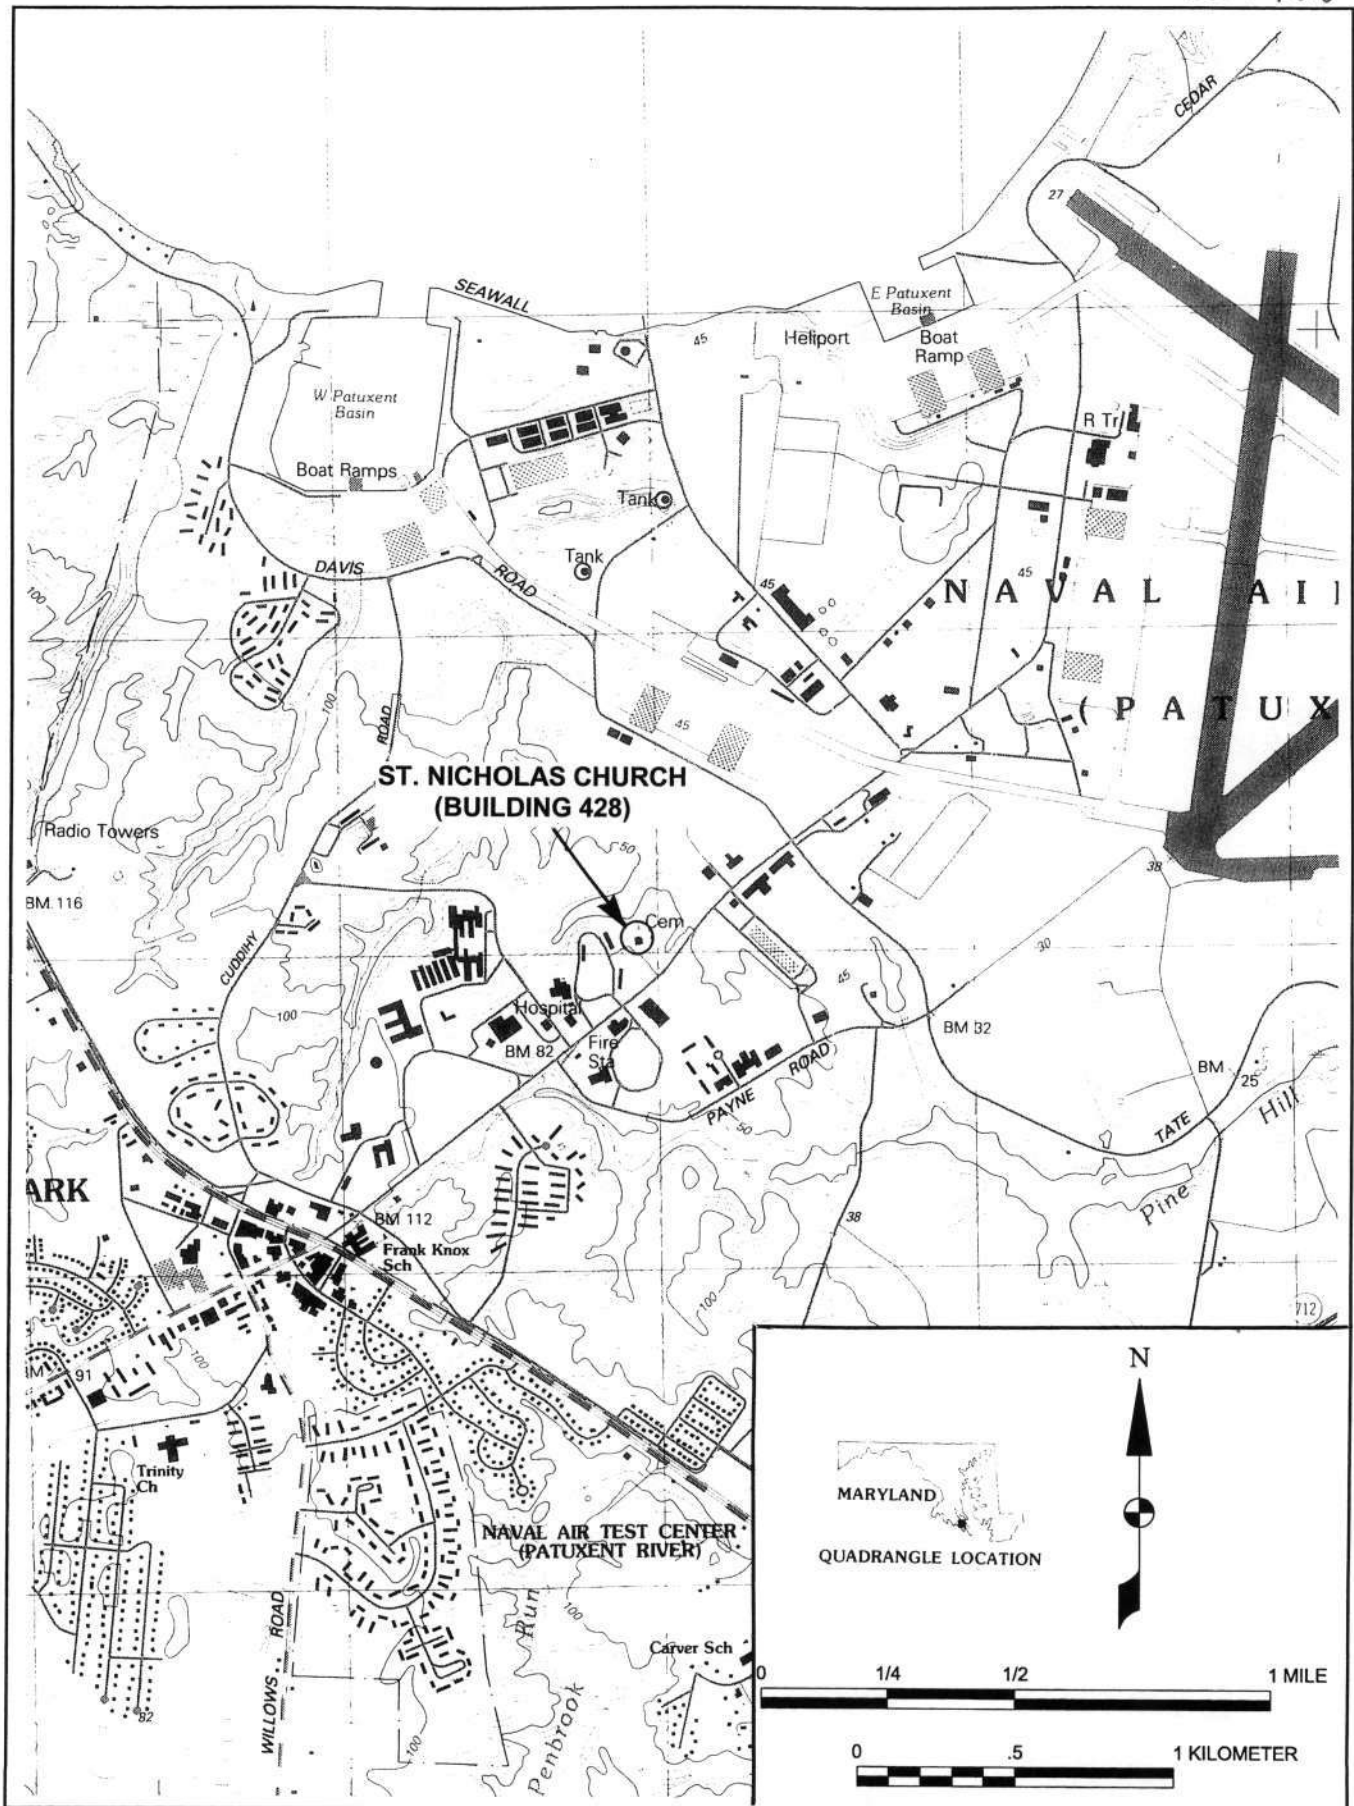 CEDAR
27
SEAWALL
E Patuxent
Basin
45
Heliport
Boat
Ramp
W Patuxent
Basin
R Tr
Boat Ramps
Tank
Tank
DAVIS
ROAD
45
45
100
NAVAL AI
100
(PATUX
ROAD
45
ST. NICHOLAS CHURCH
(BUILDING 428)
Radio Towers
50
38
BM 116
Cem
CUDDIHY
30
45
100
Hospital
BM 32
BM 82
Fire
Sta
ROAD
BM
25
PAYNE
50
TATE
Hill
ARK
Pine
BM 112
38
Frank Knox
Sch
100
712
100
BM 91
N
Trinity
Ch
MARYLAND
NAVAL AIR TEST CENTER
(PATUXENT RIVER)
QUADRANGLE LOCATION
ROAD
Run
100
Carver Sch
0 1/4 1/2 1 MILE
WILLOWS
82
Penbrook
100
0 .5 1 KILOMETER